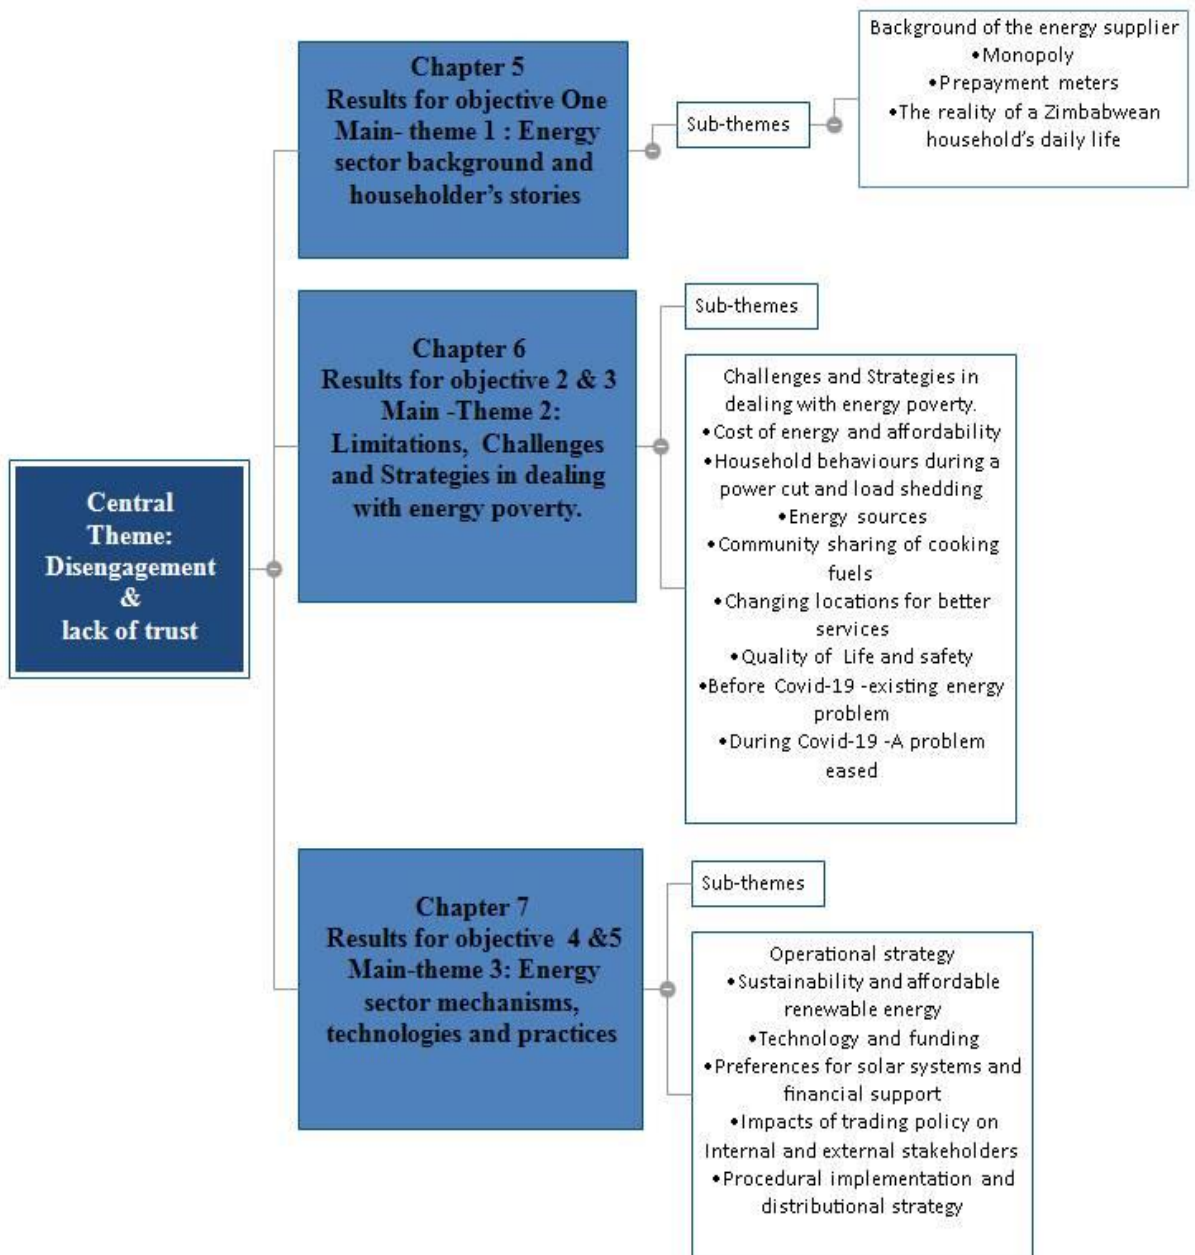 Central
Theme:
Disengagement
&
lack of trust
Chapter 5
Results for objective One
Main- theme 1 : Energy
sector background and
householder’s stories
Sub-themes
Background of the energy supplier
•Monopoly
•Prepayment meters
•The reality of a Zimbabwean
household’s daily life
Chapter 6
Results for objective 2 & 3
Main -Theme 2:
Limitations, Challenges
and Strategies in dealing
with energy poverty.
Sub-themes
Challenges and Strategies in
dealing with energy poverty.
•Cost of energy and affordability
•Household behaviours during a
power cut and load shedding
•Energy sources
•Community sharing of cooking
fuels
•Changing locations for better
services
•Quality of Life and safety
•Before Covid-19 -existing energy
problem
•During Covid-19 -A problem
eased
Chapter 7
Results for objective 4 &5
Main-theme 3: Energy
sector mechanisms,
technologies and practices
Sub-themes
Operational strategy
•Sustainability and affordable
renewable energy
•Technology and funding
•Preferences for solar systems and
financial support
•Impacts of trading policy on
Internal and external stakeholders
•Procedural implementation and
distributional strategy